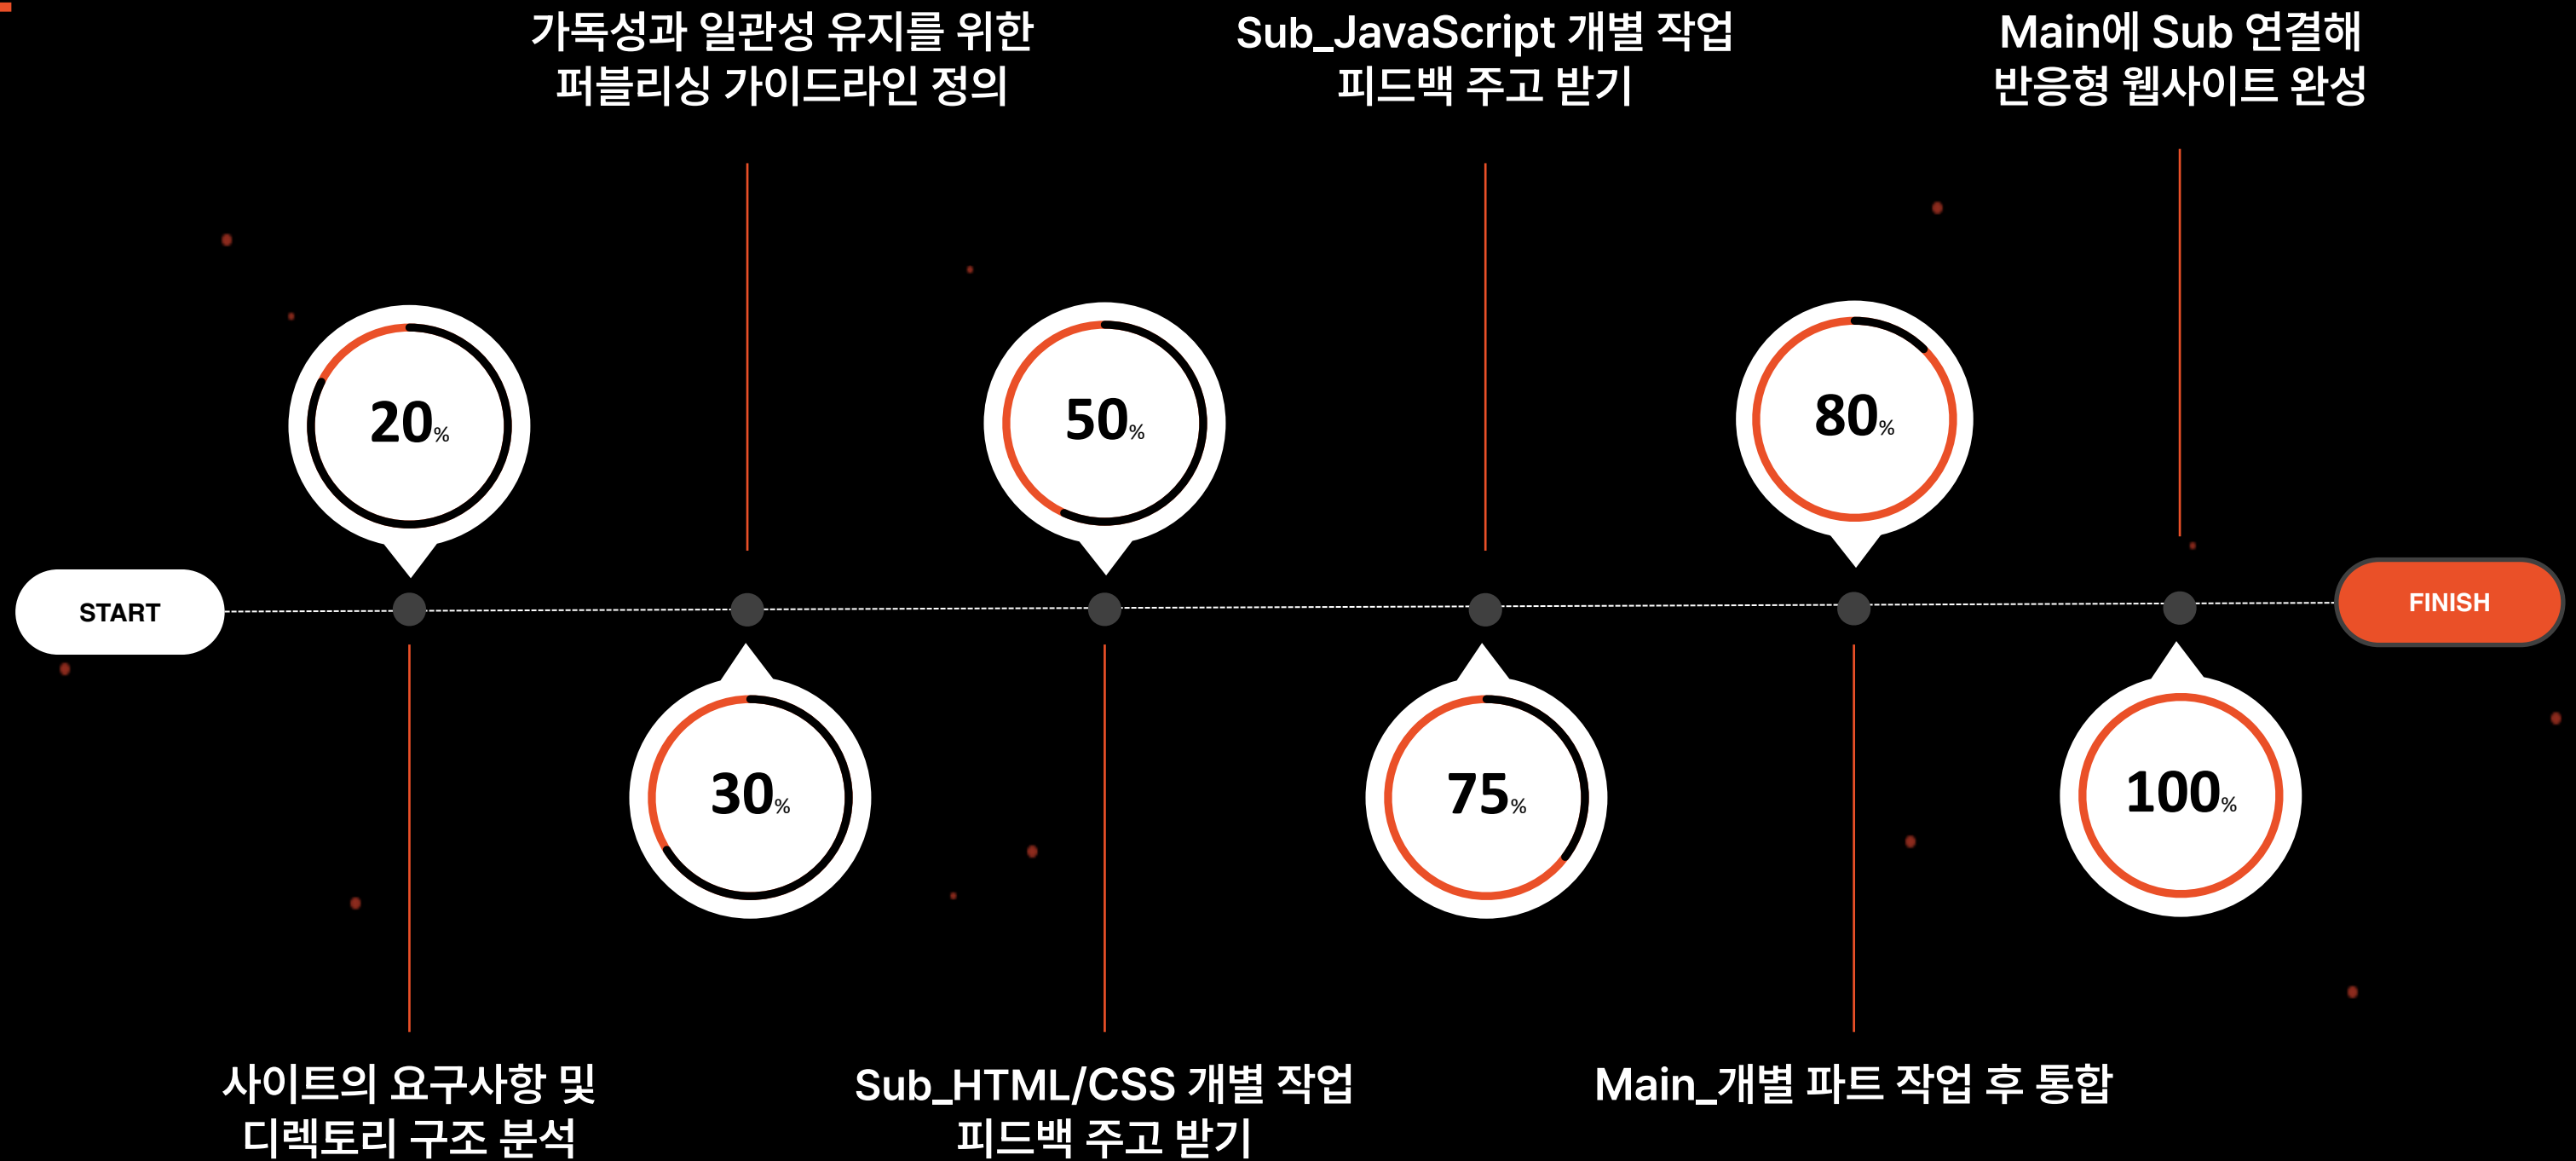 가독성과 일관성 유지를 위한
퍼블리싱 가이드라인 정의
Sub_JavaScript 개별 작업
피드백 주고 받기
Main에 Sub 연결해
반응형 웹사이트 완성
20%
50%
80%
START
FINISH
30%
75%
100%
사이트의 요구사항 및
디렉토리 구조 분석
Sub_HTML/CSS 개별 작업
피드백 주고 받기
Main_개별 파트 작업 후 통합